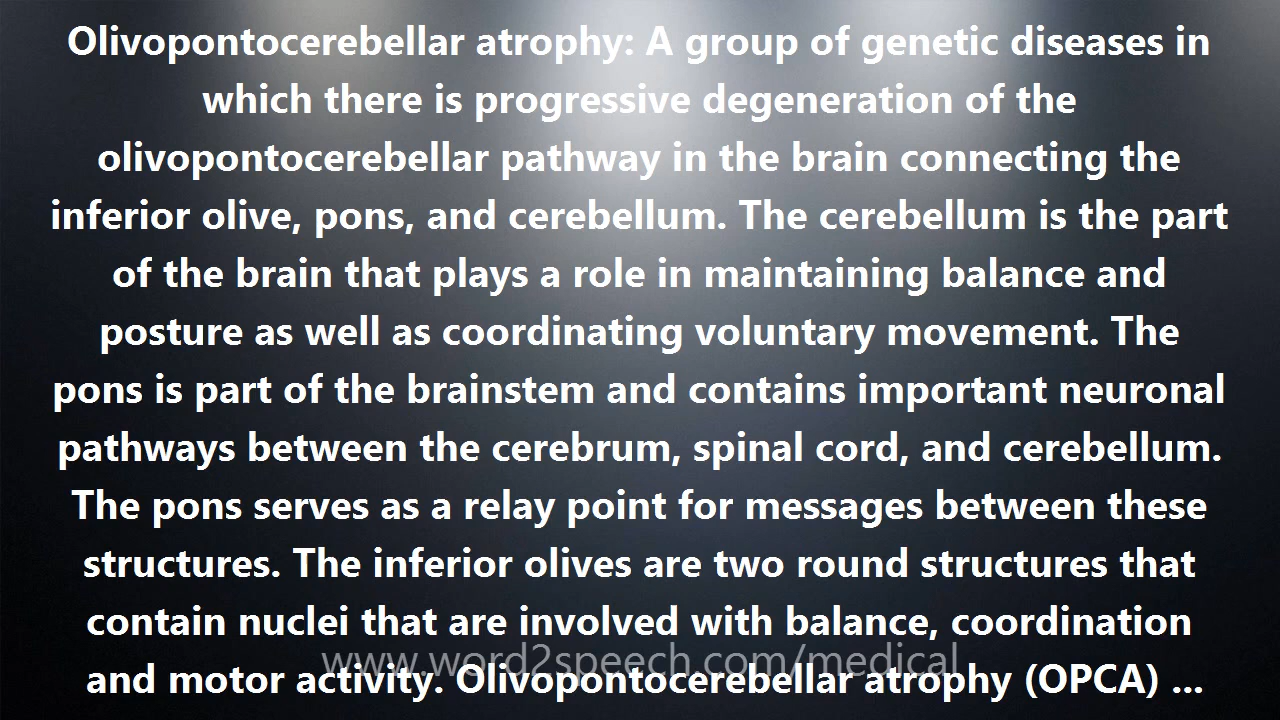 Olivopontocerebellar atrophy: A group of genetic diseases in
which there is progressive degeneration of the
olivopontocerebellar pathway in the brain connecting the
inferior olive, pons, and cerebellum. The cerebellum is the part
of the brain that plays a role in maintaining balance and
posture as well as coordinating voluntary movement. The
pons is part of the brainstem and contains important neuronal
pathways between the cerebrum, spinal cord, and cerebellum.
The pons serves as a relay point for messages between these
structures. The inferior olives are two round structures that
contain nuclei that are involved with balance, coordination
www.word2speech.com/medical
and motor activity. Olivopontocerebellar atrophy (OPCA) ...